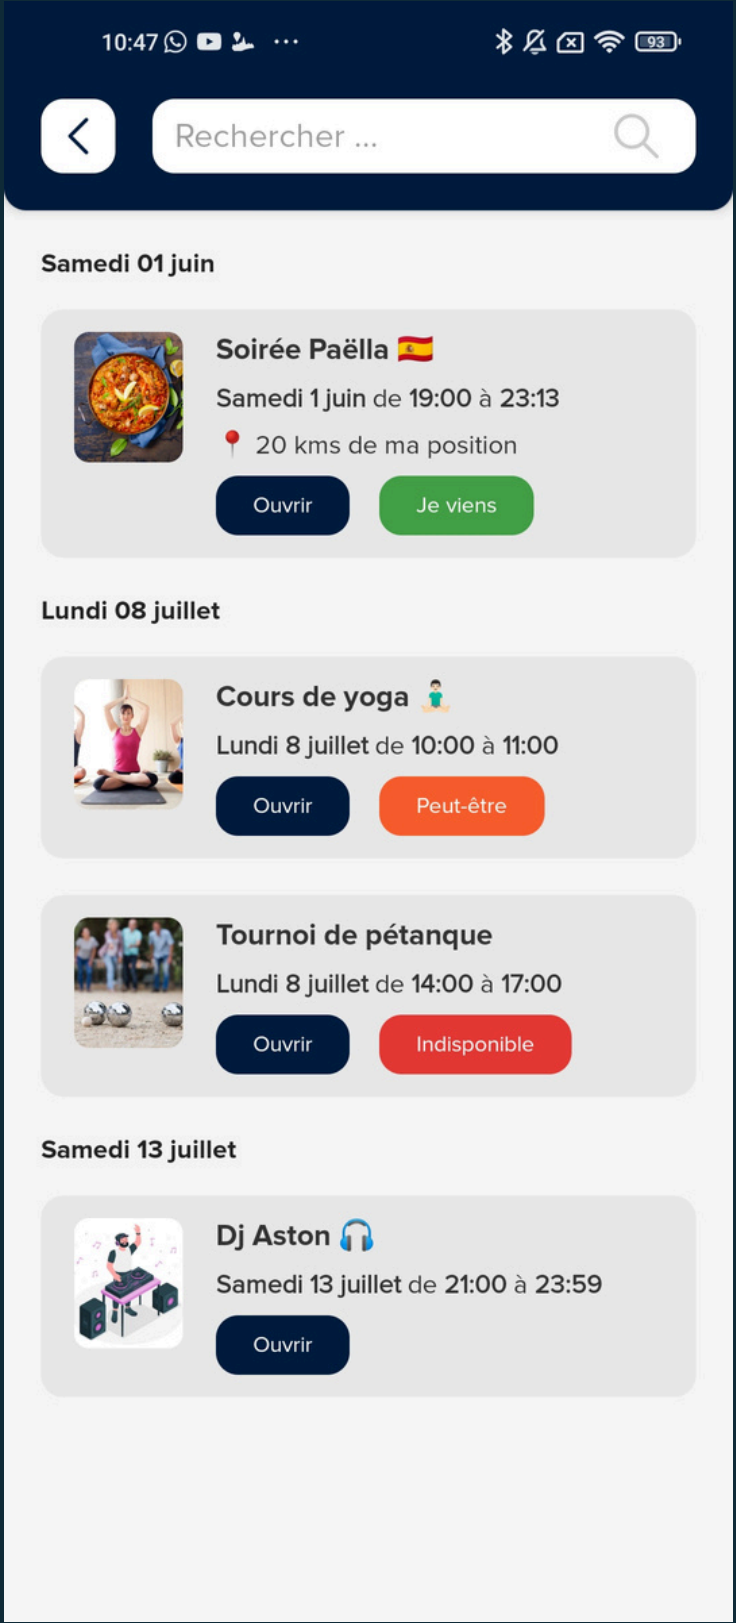 10:47 ... 93
Rechercher ...
Samedi 01 juin
Soirée Paëlla 🇪🇸
Samedi 1 juin de 19:00 à 23:13
📍 20 kms de ma position
Ouvrir Je viens
Lundi 08 juillet
Cours de yoga 🧘🏻‍♂️
Lundi 8 juillet de 10:00 à 11:00
Ouvrir Peut-être
Tournoi de pétanque
Lundi 8 juillet de 14:00 à 17:00
Ouvrir Indisponible
Samedi 13 juillet
Dj Aston 🎧
Samedi 13 juillet de 21:00 à 23:59
Ouvrir